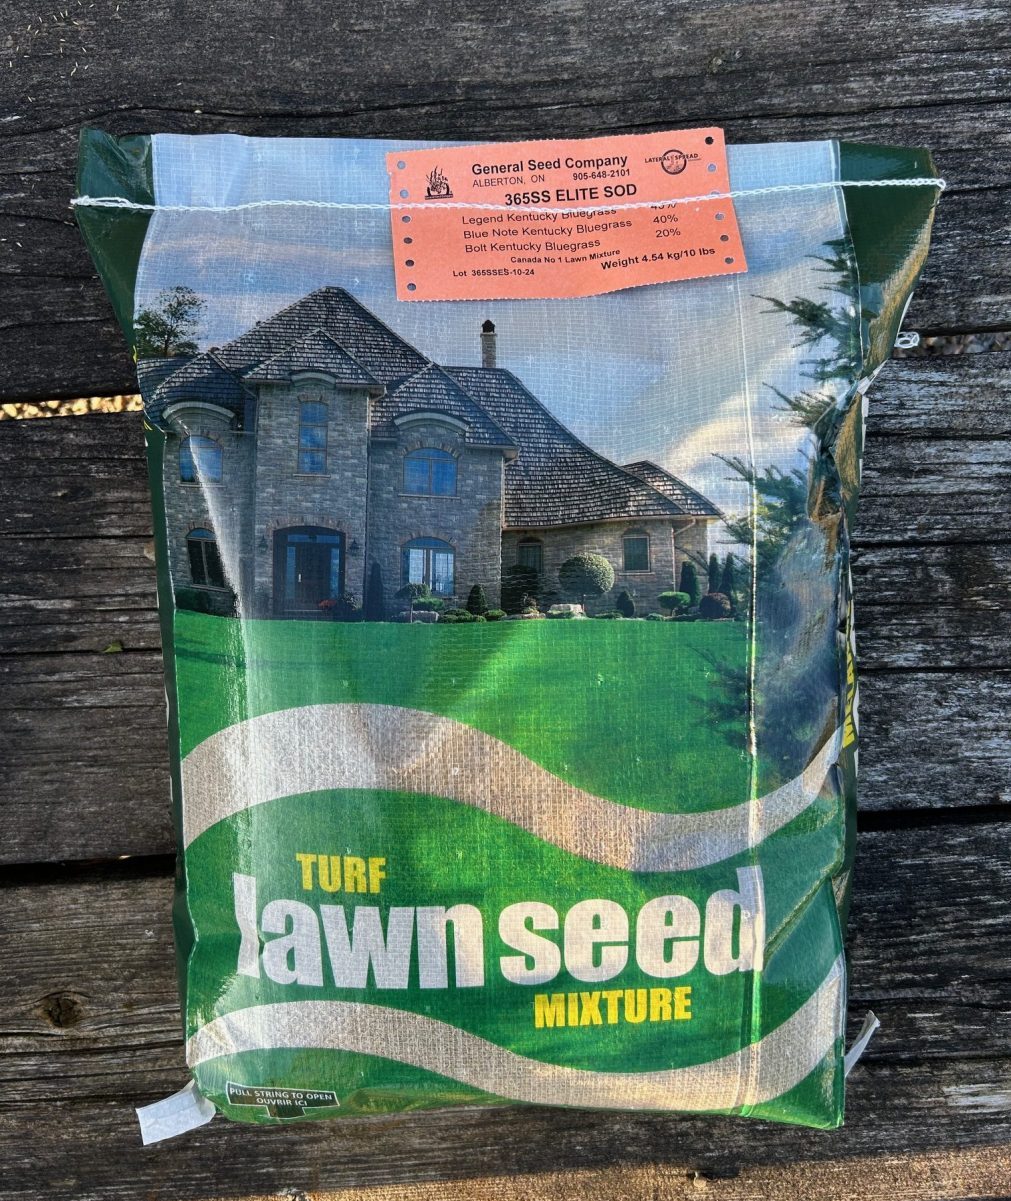 General Seed Company
ALBERTON, ON 905-648-2101
LATERAL SPREAD
365SS ELITE SOD
Legend Kentucky Bluegrass
Blue Note Kentucky Bluegrass 40%
Bolt Kentucky Bluegrass 20%
Canada No 1 Lawn Mixture
Lot 365SSES-10-24 Weight 4.54 kg/10 lbs
TURF
lawn seed
MIXTURE
PULL STRING TO OPEN
OUVRIR ICI